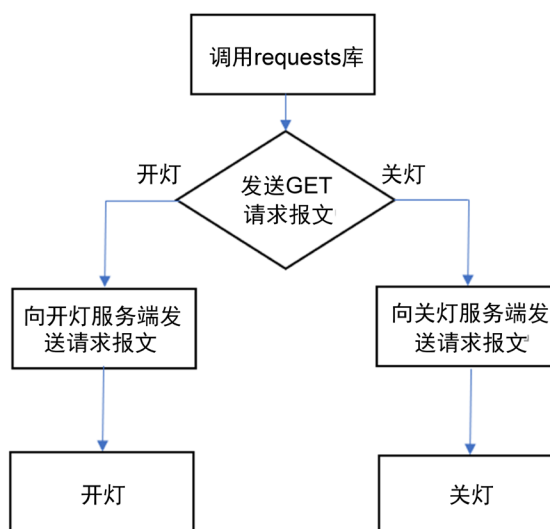 调用requests库
开灯
关灯
发送GET
请求报文
向开灯服务端发
送请求报文
向关灯服务端发
送请求报文
开灯
关灯